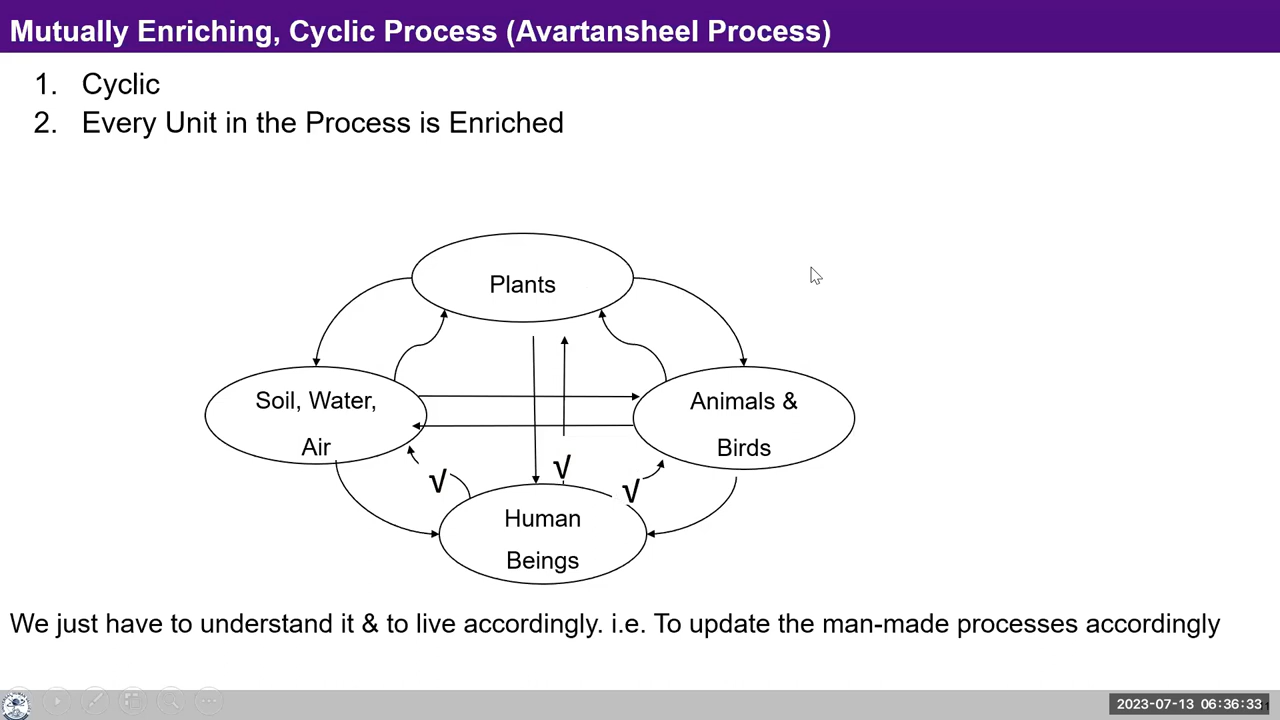 Mutually Enriching, Cyclic Process (Avartansheel Process)
1. Cyclic
2. Every Unit in the Process is Enriched
Plants
Soil, Water,
Air
Animals &
Birds
√
√
√
Human
Beings
We just have to understand it & to live accordingly. i.e. To update the man-made processes accordingly
2023-07-13 06:36:33